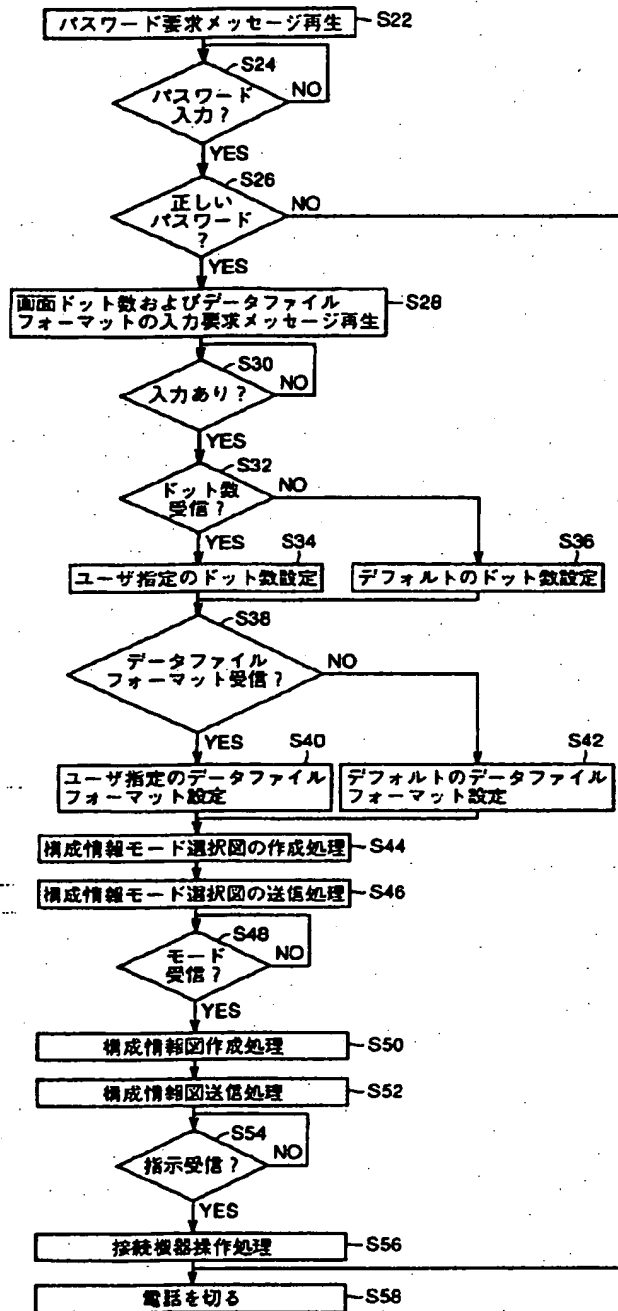 パスワード要求メッセージ再生
S22
S24
NO
パスワード
入力?
YES
S26
NO
正しい
パスワード
?
YES
画面ドット数およびデータファイル
フォーマットの入力要求メッセージ再生
S28
S30
NO
入力あり?
YES
S32
NO
ドット数
受信?
YES
S34
S36
ユーザ指定のドット数設定
デフォルトのドット数設定
S38
データファイル
フォーマット受信?
NO
YES
S40
S42
ユーザ指定のデータファイル
フォーマット設定
デフォルトのデータファイル
フォーマット設定
構成情報モード選択図の作成処理
S44
構成情報モード選択図の送信処理
S46
S48
NO
モード
受信?
YES
構成情報図作成処理
S50
構成情報図送信処理
S52
S54
NO
指示受信?
YES
接続機器操作処理
S56
電話を切る
S58